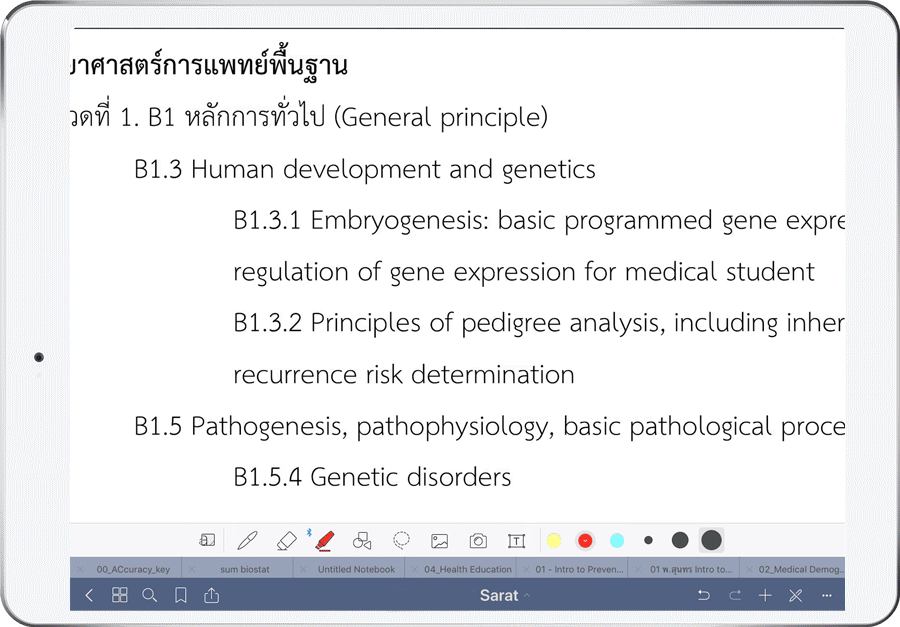 ยาศาสตร์การแพทย์พื้นฐาน
วดที่ 1. B1 หลักการทั่วไป (General principle)
B1.3 Human development and genetics
B1.3.1 Embryogenesis: basic programmed gene expre
regulation of gene expression for medical student
B1.3.2 Principles of pedigree analysis, including inher
recurrence risk determination
B1.5 Pathogenesis, pathophysiology, basic pathological proce
B1.5.4 Genetic disorders
T
00_ACcuracy_key sum biostat Untitled Notebook 04_Health Education 01 - Intro to Preven... 01 พ.สุนทร Intro to... 02_Medical Demog...
Sarat